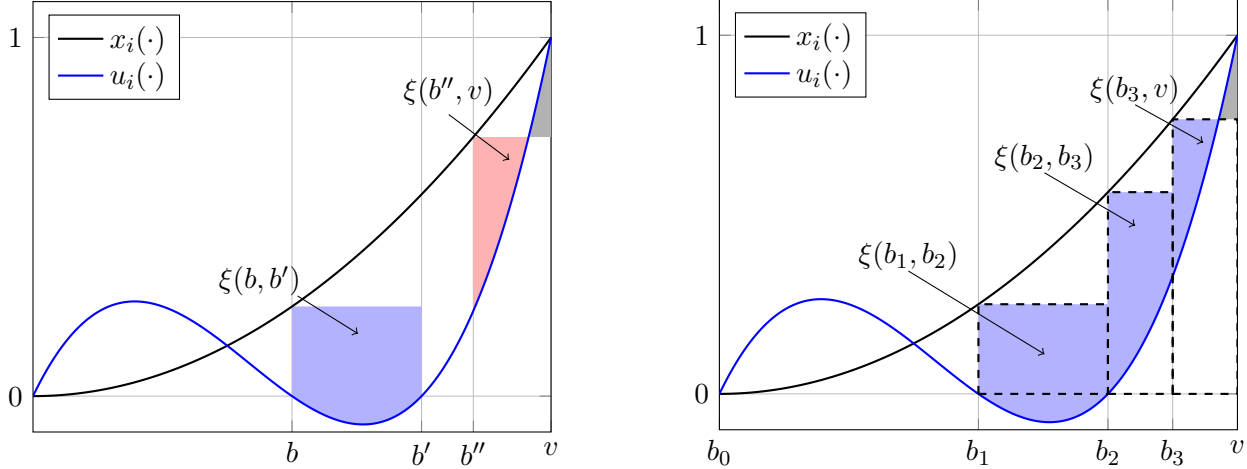 x_i(·)
u_i(·)
1
0
ξ(b'', v)
ξ(b, b')
b
b'
b''
v
x_i(·)
u_i(·)
1
0
ξ(b_3, v)
ξ(b_2, b_3)
ξ(b_1, b_2)
b_0
b_1
b_2
b_3
v